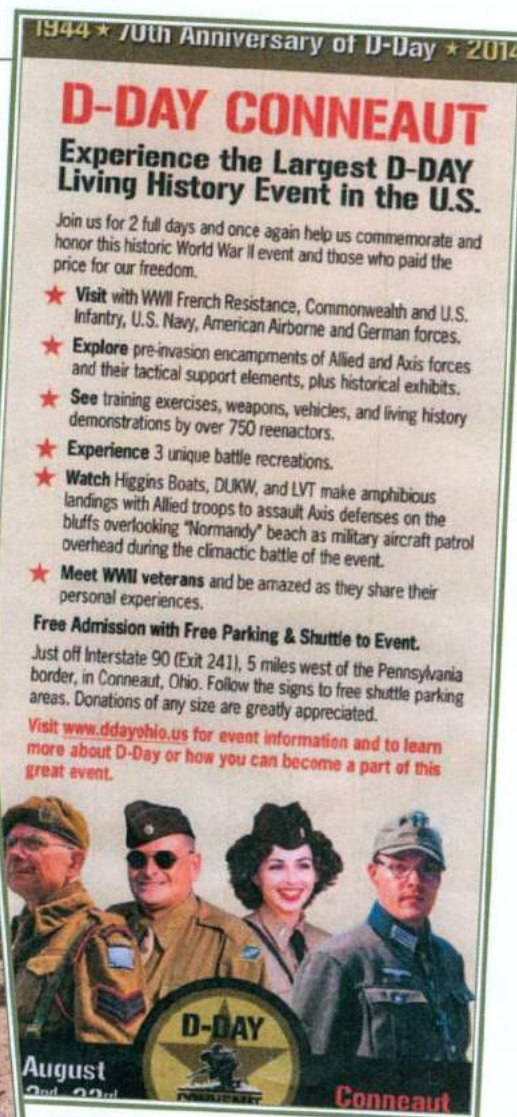 1944 ★ 70th Anniversary of D-Day ★ 2014
D-DAY CONNEAUT
Experience the Largest D-DAY
Living History Event in the U.S.
Join us for 2 full days and once again help us commemorate and
honor this historic World War II event and those who paid the
price for our freedom.
★ Visit with WWII French Resistance, Commonwealth and U.S.
Infantry, U.S. Navy, American Airborne and German forces.
★ Explore pre-invasion encampments of Allied and Axis forces
and their tactical support elements, plus historical exhibits.
★ See training exercises, weapons, vehicles, and living history
demonstrations by over 750 reenactors.
★ Experience 3 unique battle recreations.
★ Watch Higgins Boats, DUKW, and LVT make amphibious
landings with Allied troops to assault Axis defenses on the
bluffs overlooking "Normandy" beach as military aircraft patrol
overhead during the climactic battle of the event.
★ Meet WWII veterans and be amazed as they share their
personal experiences.
Free Admission with Free Parking & Shuttle to Event.
Just off Interstate 90 (Exit 241), 5 miles west of the Pennsylvania
border, in Conneaut, Ohio. Follow the signs to free shuttle parking
areas. Donations of any size are greatly appreciated.
Visit www.ddayohio.us for event information and to learn
more about D-Day or how you can become a part of this
great event.
D-DAY
CONNEAUT
August
Conneaut